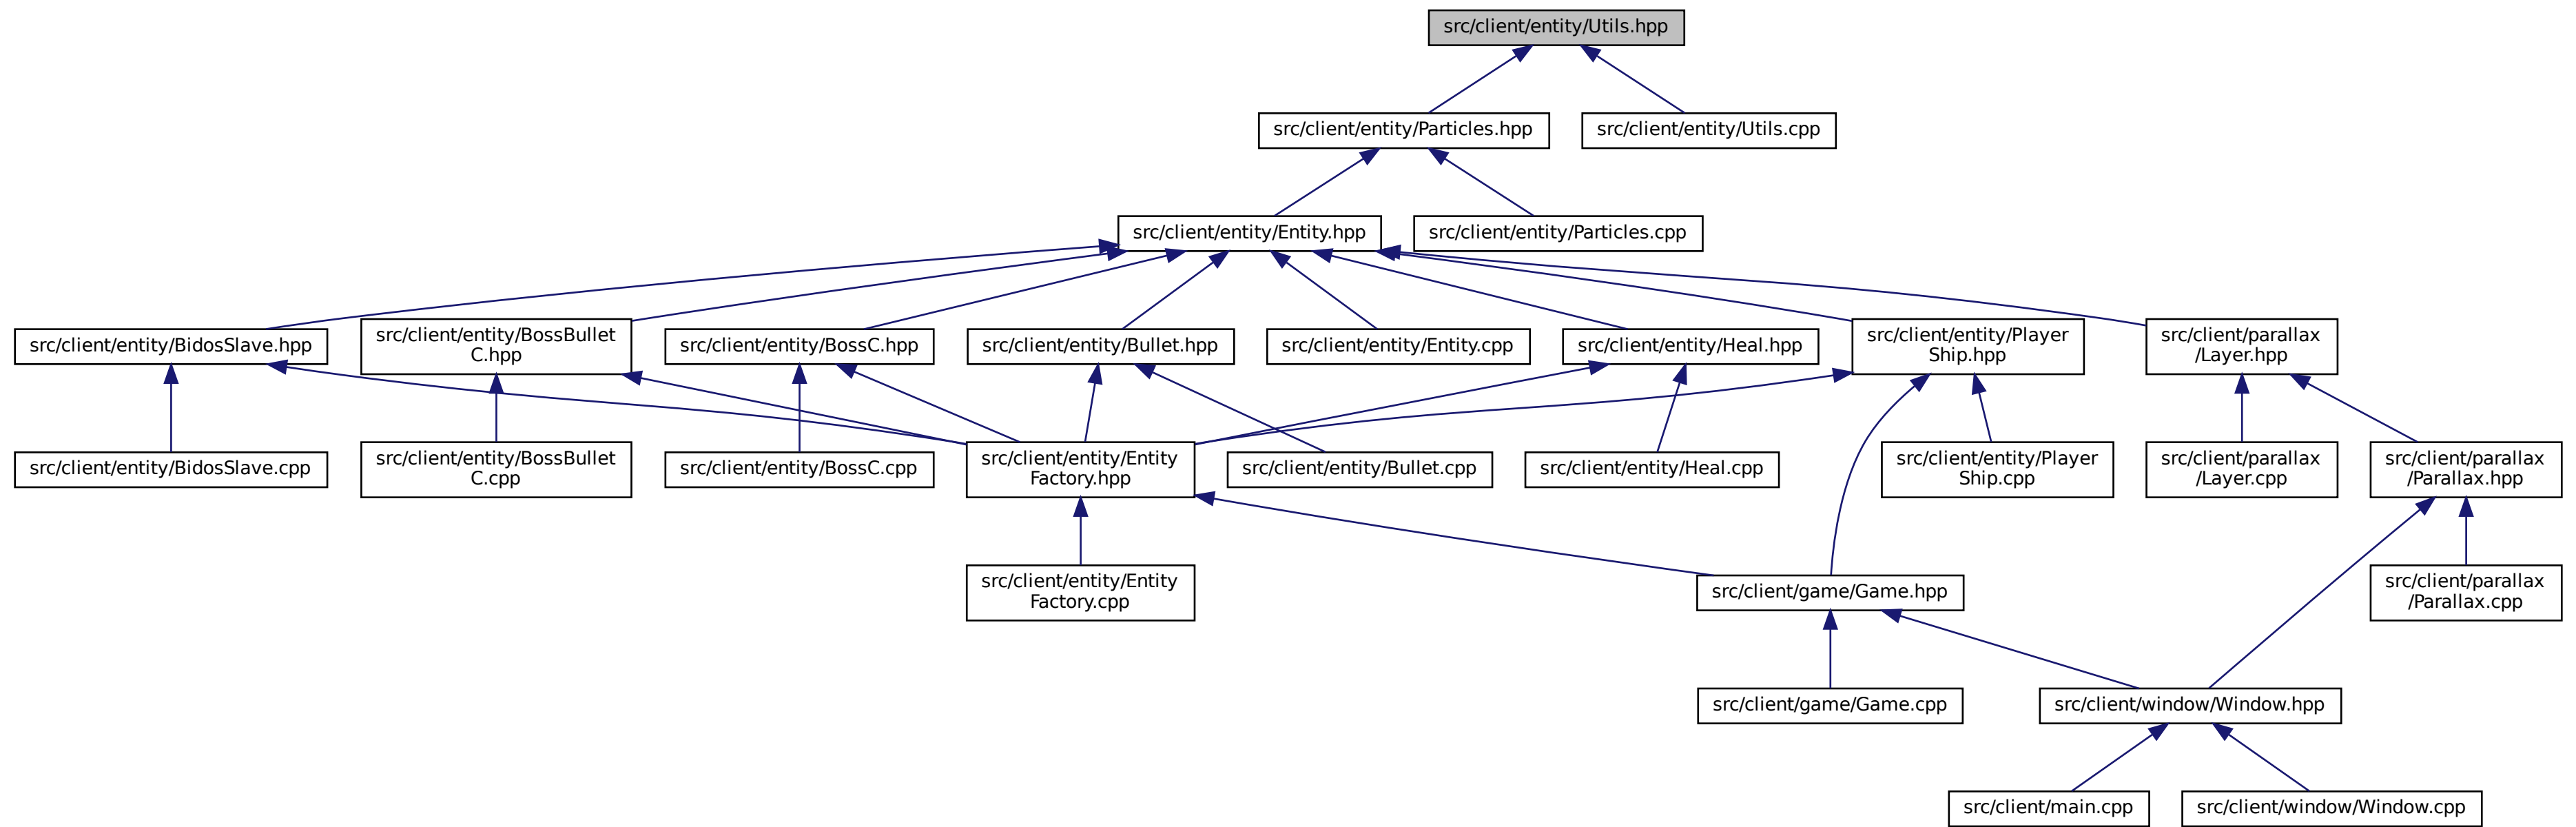 src/client/entity/Utils.hpp
src/client/entity/Particles.hpp
src/client/entity/Utils.cpp
src/client/entity/Entity.hpp
src/client/entity/Particles.cpp
src/client/entity/BidosSlave.hpp
src/client/entity/BossBullet
C.hpp
src/client/entity/BossC.hpp
src/client/entity/Bullet.hpp
src/client/entity/Entity.cpp
src/client/entity/Heal.hpp
src/client/entity/Player
Ship.hpp
src/client/parallax
/Layer.hpp
src/client/entity/BidosSlave.cpp
src/client/entity/BossBullet
C.cpp
src/client/entity/BossC.cpp
src/client/entity/Entity
Factory.hpp
src/client/entity/Bullet.cpp
src/client/entity/Heal.cpp
src/client/entity/Player
Ship.cpp
src/client/parallax
/Layer.cpp
src/client/parallax
/Parallax.hpp
src/client/entity/Entity
Factory.cpp
src/client/game/Game.hpp
src/client/parallax
/Parallax.cpp
src/client/game/Game.cpp
src/client/window/Window.hpp
src/client/main.cpp
src/client/window/Window.cpp